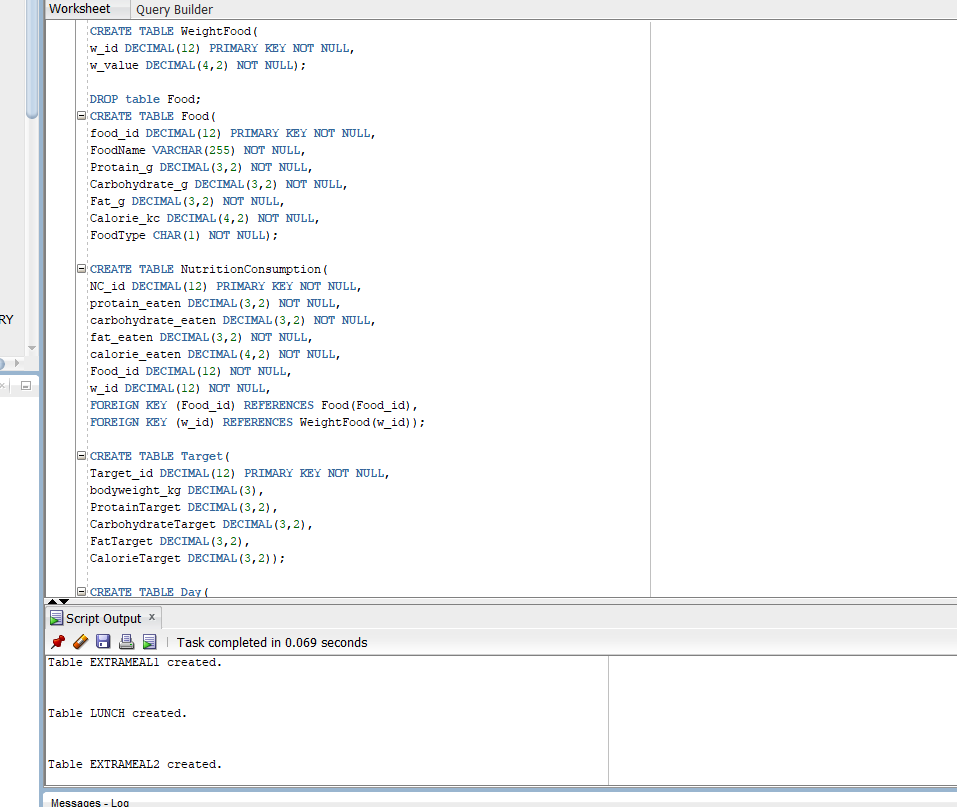 Worksheet Query Builder
CREATE TABLE WeightFood(
w_id DECIMAL(12) PRIMARY KEY NOT NULL,
w_value DECIMAL(4,2) NOT NULL);
DROP table Food;
CREATE TABLE Food(
food_id DECIMAL(12) PRIMARY KEY NOT NULL,
FoodName VARCHAR(255) NOT NULL,
Protain_g DECIMAL(3,2) NOT NULL,
Carbohydrate_g DECIMAL(3,2) NOT NULL,
Fat_g DECIMAL(3,2) NOT NULL,
Calorie_kc DECIMAL(4,2) NOT NULL,
FoodType CHAR(1) NOT NULL);
CREATE TABLE NutritionConsumption(
NC_id DECIMAL(12) PRIMARY KEY NOT NULL,
protain_eaten DECIMAL(3,2) NOT NULL,
carbohydrate_eaten DECIMAL(3,2) NOT NULL,
fat_eaten DECIMAL(3,2) NOT NULL,
calorie_eaten DECIMAL(4,2) NOT NULL,
Food_id DECIMAL(12) NOT NULL,
w_id DECIMAL(12) NOT NULL,
FOREIGN KEY (Food_id) REFERENCES Food(Food_id),
FOREIGN KEY (w_id) REFERENCES WeightFood(w_id));
CREATE TABLE Target(
Target_id DECIMAL(12) PRIMARY KEY NOT NULL,
bodyweight_kg DECIMAL(3),
ProtainTarget DECIMAL(3,2),
CarbohydrateTarget DECIMAL(3,2),
FatTarget DECIMAL(3,2),
CalorieTarget DECIMAL(3,2));
CREATE TABLE Day(
RY
Script Output x
Task completed in 0.069 seconds
Table EXTRAMEAL1 created.
Table LUNCH created.
Table EXTRAMEAL2 created.
Messages - Log